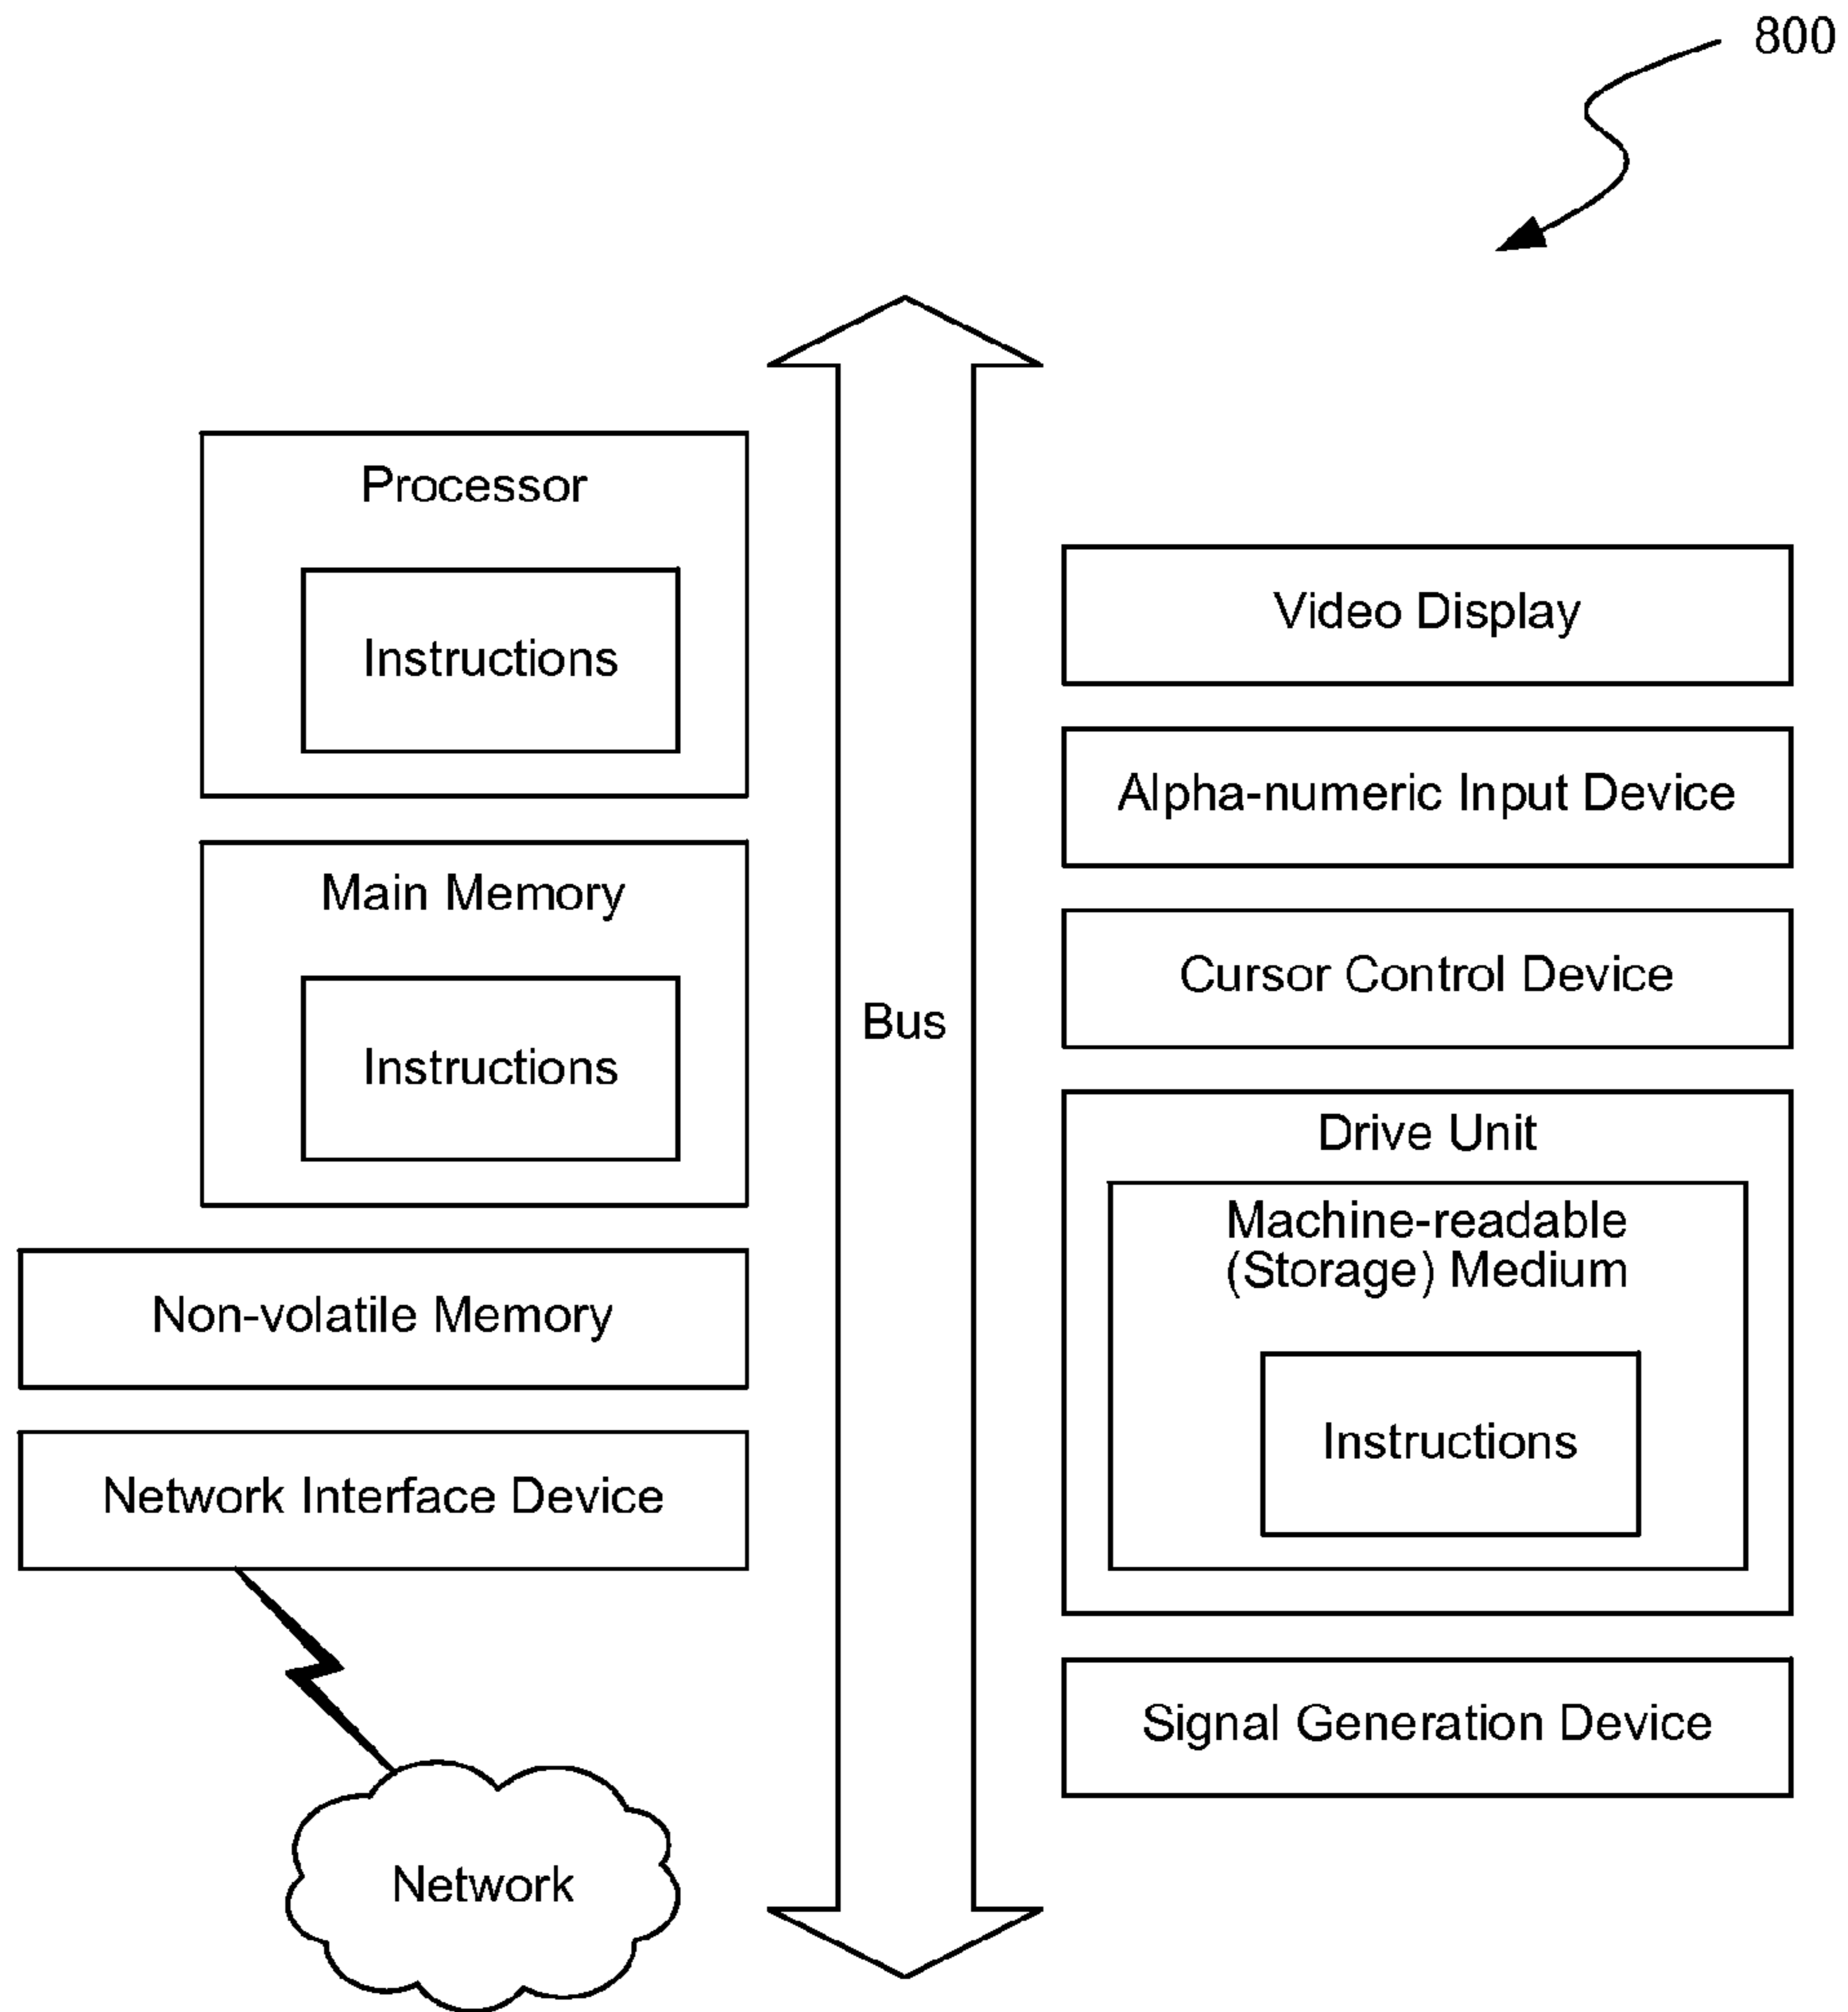 800
Processor
Instructions
Main Memory
Instructions
Non-volatile Memory
Network Interface Device
Network
Bus
Video Display
Alpha-numeric Input Device
Cursor Control Device
Drive Unit
Machine-readable
(Storage) Medium
Instructions
Signal Generation Device